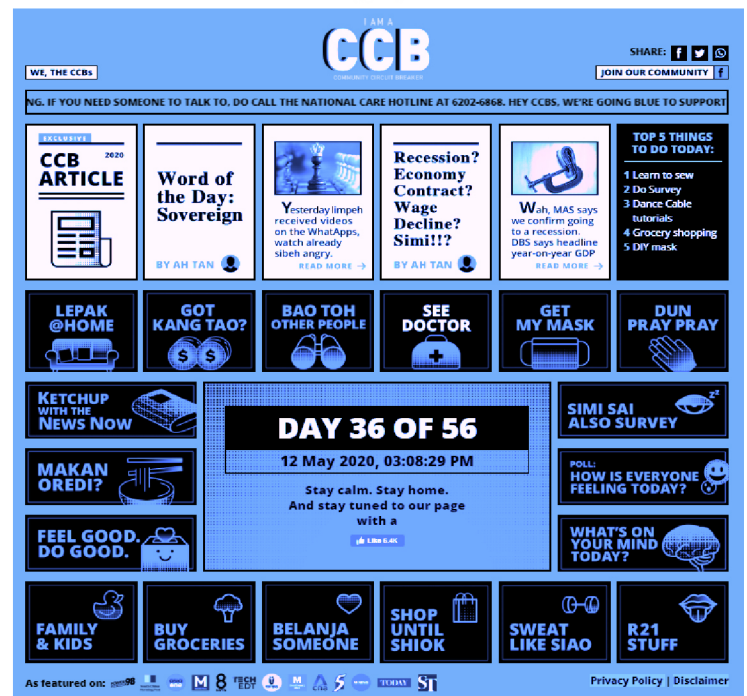 I AM A
CCB
COMMUNITY CIRCUIT BREAKER
SHARE:
WE, THE CCBs
JOIN OUR COMMUNITY
NG. IF YOU NEED SOMEONE TO TALK TO, DO CALL THE NATIONAL CARE HOTLINE AT 6202-6868. HEY CCBS, WE'RE GOING BLUE TO SUPPORT
EXCLUSIVE
CCB 2020
ARTICLE
Word of
the Day:
Sovereign
BY AH TAN
Yesterday limpeh
received videos
on the WhatApps,
watch already
sibeh angry.
READ MORE →
Recession?
Economy
Contract?
Wage
Decline?
Simi!!?
BY AH TAN
Wah, MAS says
we confirm going
to a recession.
DBS says headline
year-on-year GDP
READ MORE →
TOP 5 THINGS
TO DO TODAY:
1 Learn to sew
2 Do Survey
3 Dance Cable
tutorials
4 Grocery shopping
5 DIY mask
LEPAK
@HOME
GOT
KANG TAO?
BAO TOH
OTHER PEOPLE
SEE
DOCTOR
GET
MY MASK
DUN
PRAY PRAY
KETCHUP
WITH THE
NEWS NOW
MAKAN
OREDI?
FEEL GOOD.
DO GOOD.
DAY 36 OF 56
12 May 2020, 03:08:29 PM
Stay calm. Stay home.
And stay tuned to our page
with a
Like 6.4K
SIMI SAI
ALSO SURVEY
POLL:
HOW IS EVERYONE
FEELING TODAY?
WHAT'S ON
YOUR MIND
TODAY?
FAMILY
& KIDS
BUY
GROCERIES
BELANJA
SOMEONE
SHOP
UNTIL
SHIOK
SWEAT
LIKE SIAO
R21
STUFF
As featured on:
M
8
TECH
EDT
CNA
5
TODAY
ST
Privacy Policy | Disclaimer